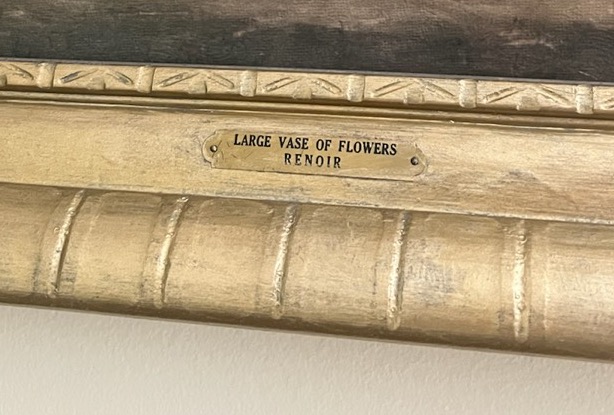 LARGE VASE OF FLOWERS
RENOIR